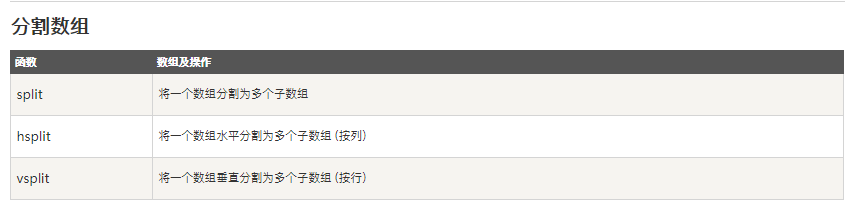 分割数组
函数 数组及操作
split 将一个数组分割为多个子数组
hsplit 将一个数组水平分割为多个子数组(按列)
vsplit 将一个数组垂直分割为多个子数组(按行)